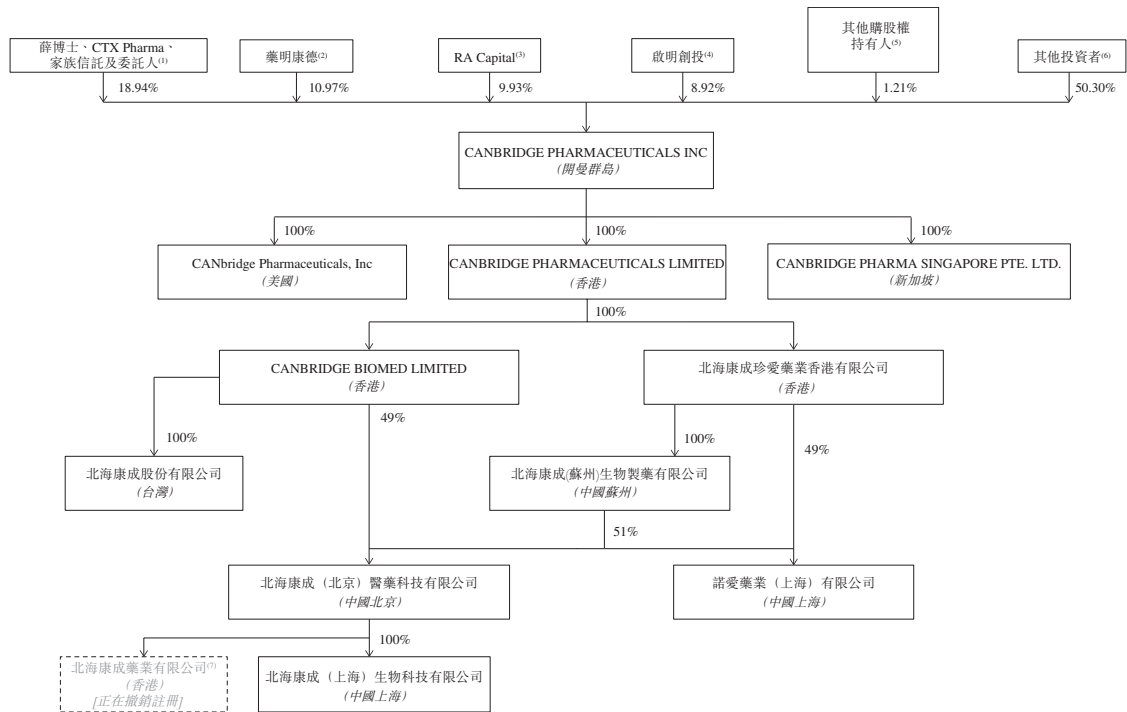 薛博士、CTX Pharma、
家族信託及委託人(1)
藥明康德(2)
RA Capital(3)
啟明創投(4)
其他購股權
持有人(5)
其他投資者(6)
18.94%
10.97%
9.93%
8.92%
1.21%
50.30%
CANBRIDGE PHARMACEUTICALS INC
(開曼群島)
100%
100%
100%
CANbridge Pharmaceuticals, Inc
(美國)
CANBRIDGE PHARMACEUTICALS LIMITED
(香港)
CANBRIDGE PHARMA SINGAPORE PTE. LTD.
(新加坡)
100%
CANBRIDGE BIOMED LIMITED
(香港)
北海康成珍愛藥業香港有限公司
(香港)
49%
100%
100%
49%
北海康成股份有限公司
(台灣)
北海康成(蘇州)生物製藥有限公司
(中國蘇州)
51%
北海康成（北京）醫藥科技有限公司
(中國北京)
諾愛藥業（上海）有限公司
(中國上海)
100%
北海康成藥業有限公司(7)
(香港)
[正在撤銷註冊]
北海康成（上海）生物科技有限公司
(中國上海)